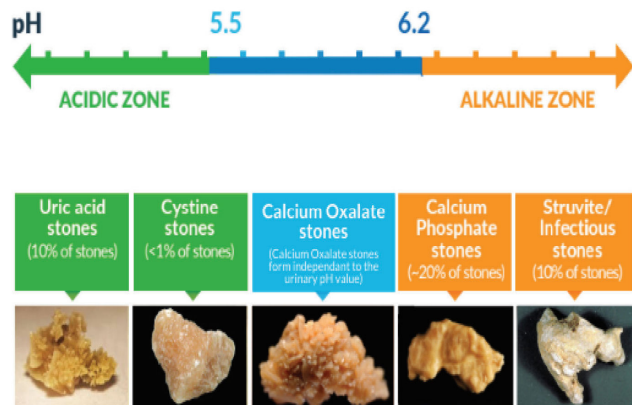 pH 5.5 6.2
ACIDIC ZONE ALKALINE ZONE
Uric acid
stones
(10% of stones)
Cystine
stones
(<1% of stones)
Calcium Oxalate
stones
(Calcium Oxalate stones
form independant to the
urinary pH value)
Calcium
Phosphate
stones
(~20% of stones)
Struvite/
Infectious
stones
(10% of stones)